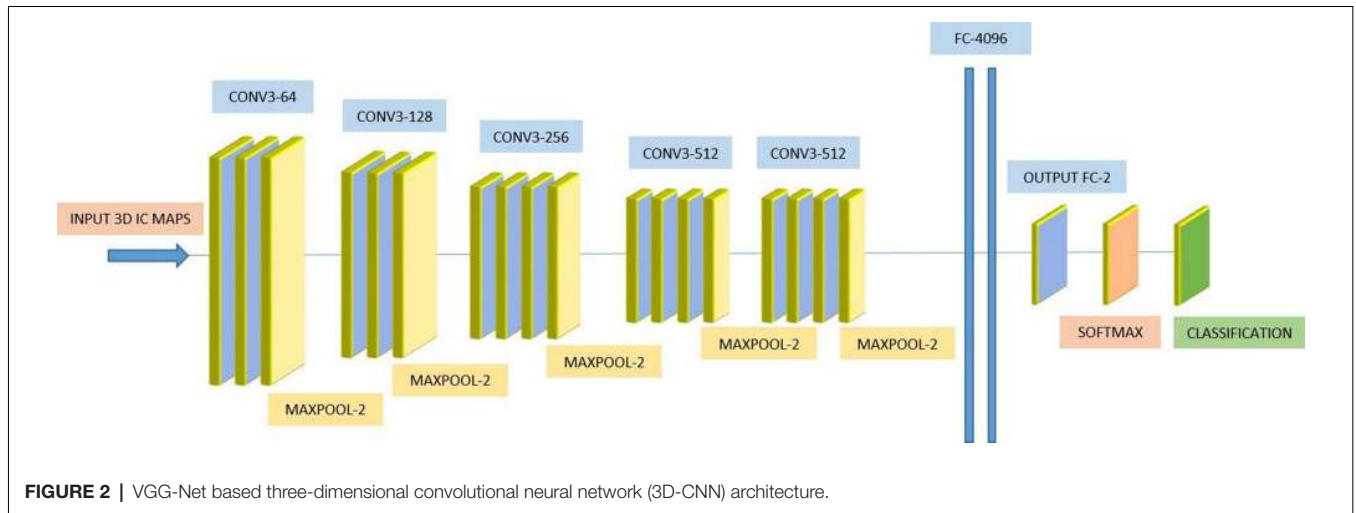 FC-4096
CONV3-64
CONV3-128
CONV3-256
CONV3-512
CONV3-512
OUTPUT FC-2
INPUT 3D IC MAPS
SOFTMAX
CLASSIFICATION
MAXPOOL-2
MAXPOOL-2
MAXPOOL-2
MAXPOOL-2
MAXPOOL-2
FIGURE 2 | VGG-Net based three-dimensional convolutional neural network (3D-CNN) architecture.